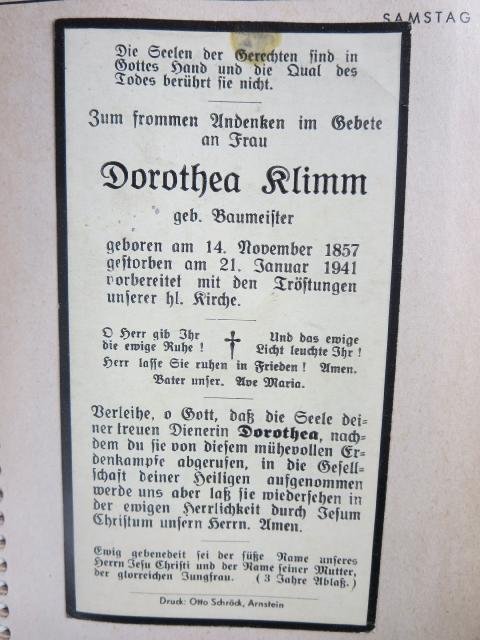 SAMSTAG
Die Seelen der Gerechten sind in
Gottes Hand und die Qual des
Todes berührt sie nicht.
Zum frommen Andenken im Gebete
an Frau
Dorothea Klimm
geb. Baumeister
geboren am 14. November 1857
gestorben am 21. Januar 1941
vorbereitet mit den Tröstungen
unserer hl. Kirche.
O Herr gib Ihr
die ewige Ruhe !
Und das ewige
Licht leuchte Ihr !
Herr lasse Sie ruhen in Frieden ! Amen.
Vater unser. Ave Maria.
Verleihe, o Gott, daß die Seele dei-
ner treuen Dienerin Dorothea, nach-
dem du sie von diesem mühevollen Er-
denkampfe abgerufen, in die Gesell-
schaft deiner Heiligen aufgenommen
werde uns aber laß sie wiedersehen in
der ewigen Herrlichkeit durch Jesum
Christum unsern Herrn. Amen.
Ewig gebenedeit sei der süße Name unseres
Herrn Jesu Christi und der Name seiner Mutter,
der glorreichen Jungfrau. (3 Jahre Ablaß.)
Druck: Otto Schröck, Arnstein